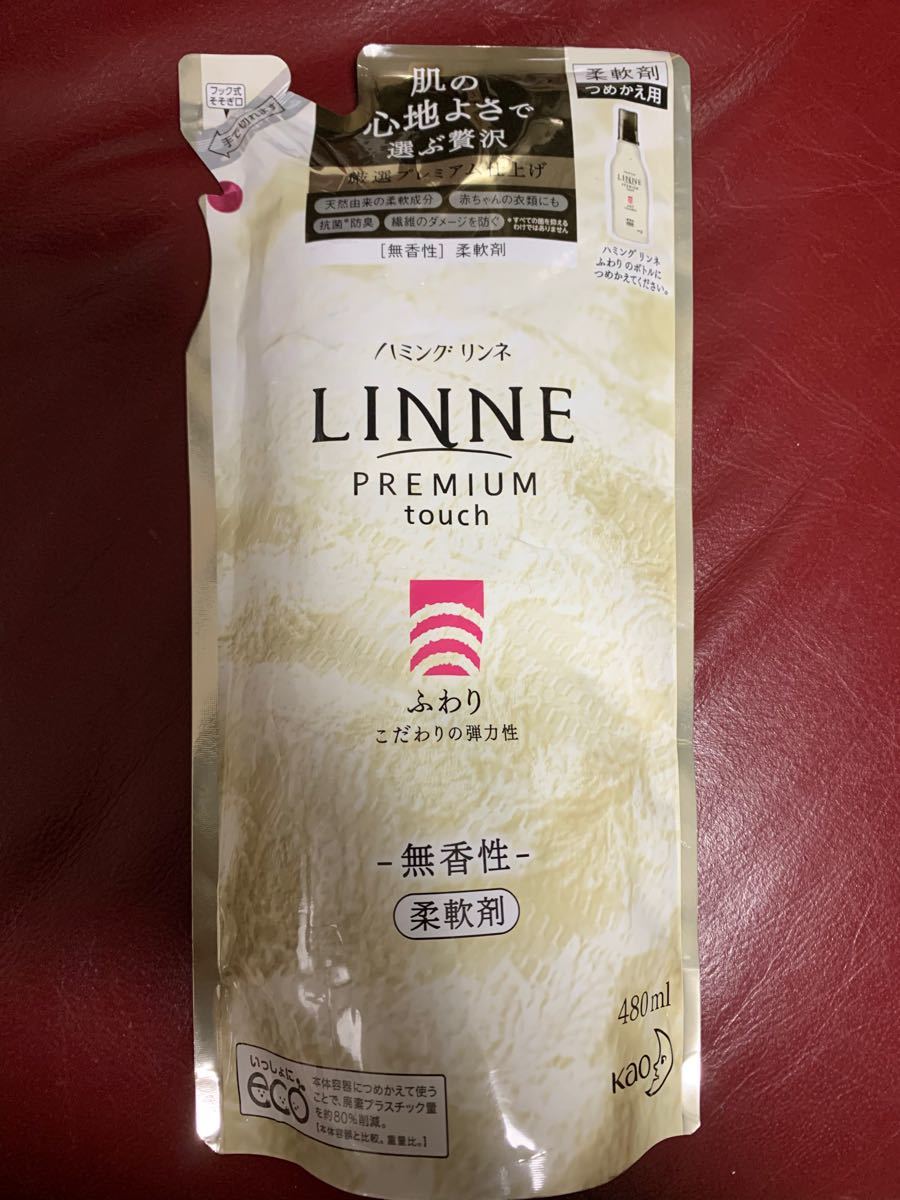 フック式
そそぎ口
手で切れます
肌の
心地よさで
選ぶ贅沢
厳選プレミアム仕上げ
天然由来の柔軟成分
赤ちゃんの衣類にも
抗菌*防臭
繊維のダメージを防ぐ
*すべての菌を抑える
わけではありません
[無香性] 柔軟剤
柔軟剤
つめかえ用
LINNE
ハミング リンネ
ふわり のボトルに
つめかえてください。
ハミング リンネ
LINNE
PREMIUM
touch
ふわり
こだわりの弾力性
-無香性-
柔軟剤
480ml
Kao
いっしょに
eco
本体容器につめかえて使う
ことで、廃棄プラスチック量
を約80%削減。
【本体容器と比較。重量比。】